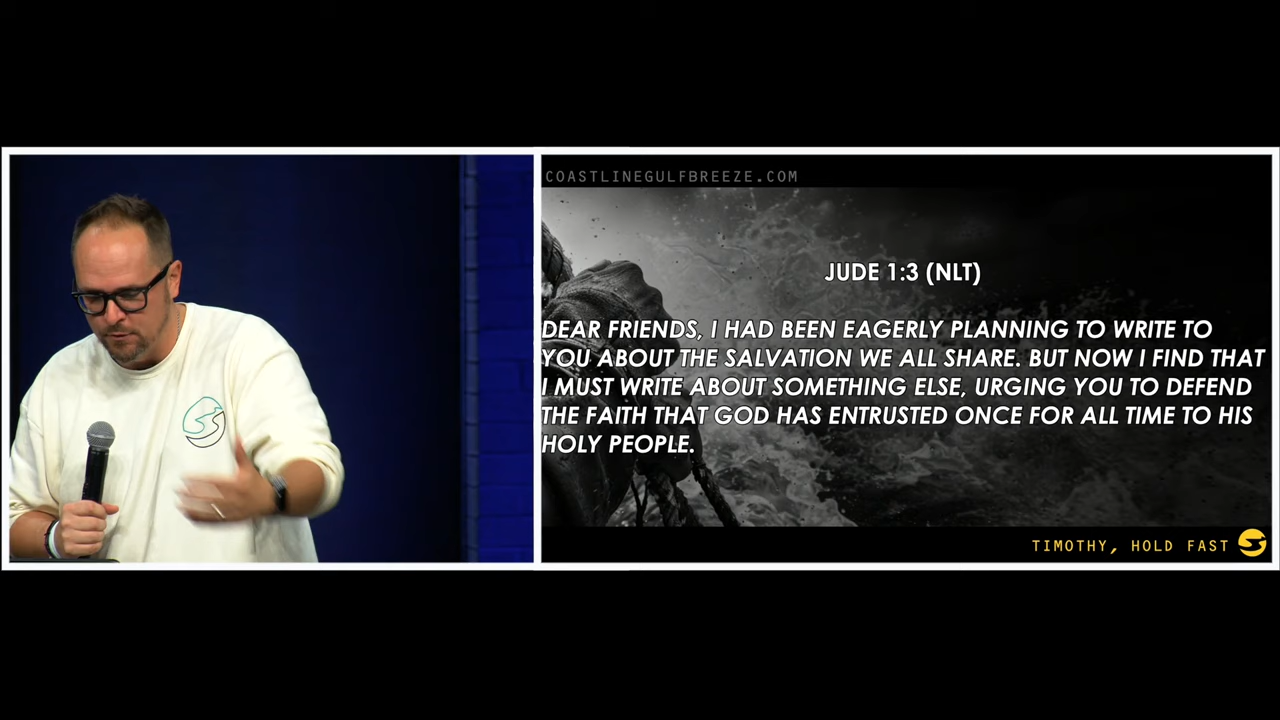 COASTLINEGULFBREEZE.COM
JUDE 1:3 (NLT)
DEAR FRIENDS, I HAD BEEN EAGERLY PLANNING TO WRITE TO
YOU ABOUT THE SALVATION WE ALL SHARE. BUT NOW I FIND THAT
I MUST WRITE ABOUT SOMETHING ELSE, URGING YOU TO DEFEND
THE FAITH THAT GOD HAS ENTRUSTED ONCE FOR ALL TIME TO HIS
HOLY PEOPLE.
TIMOTHY, HOLD FAST